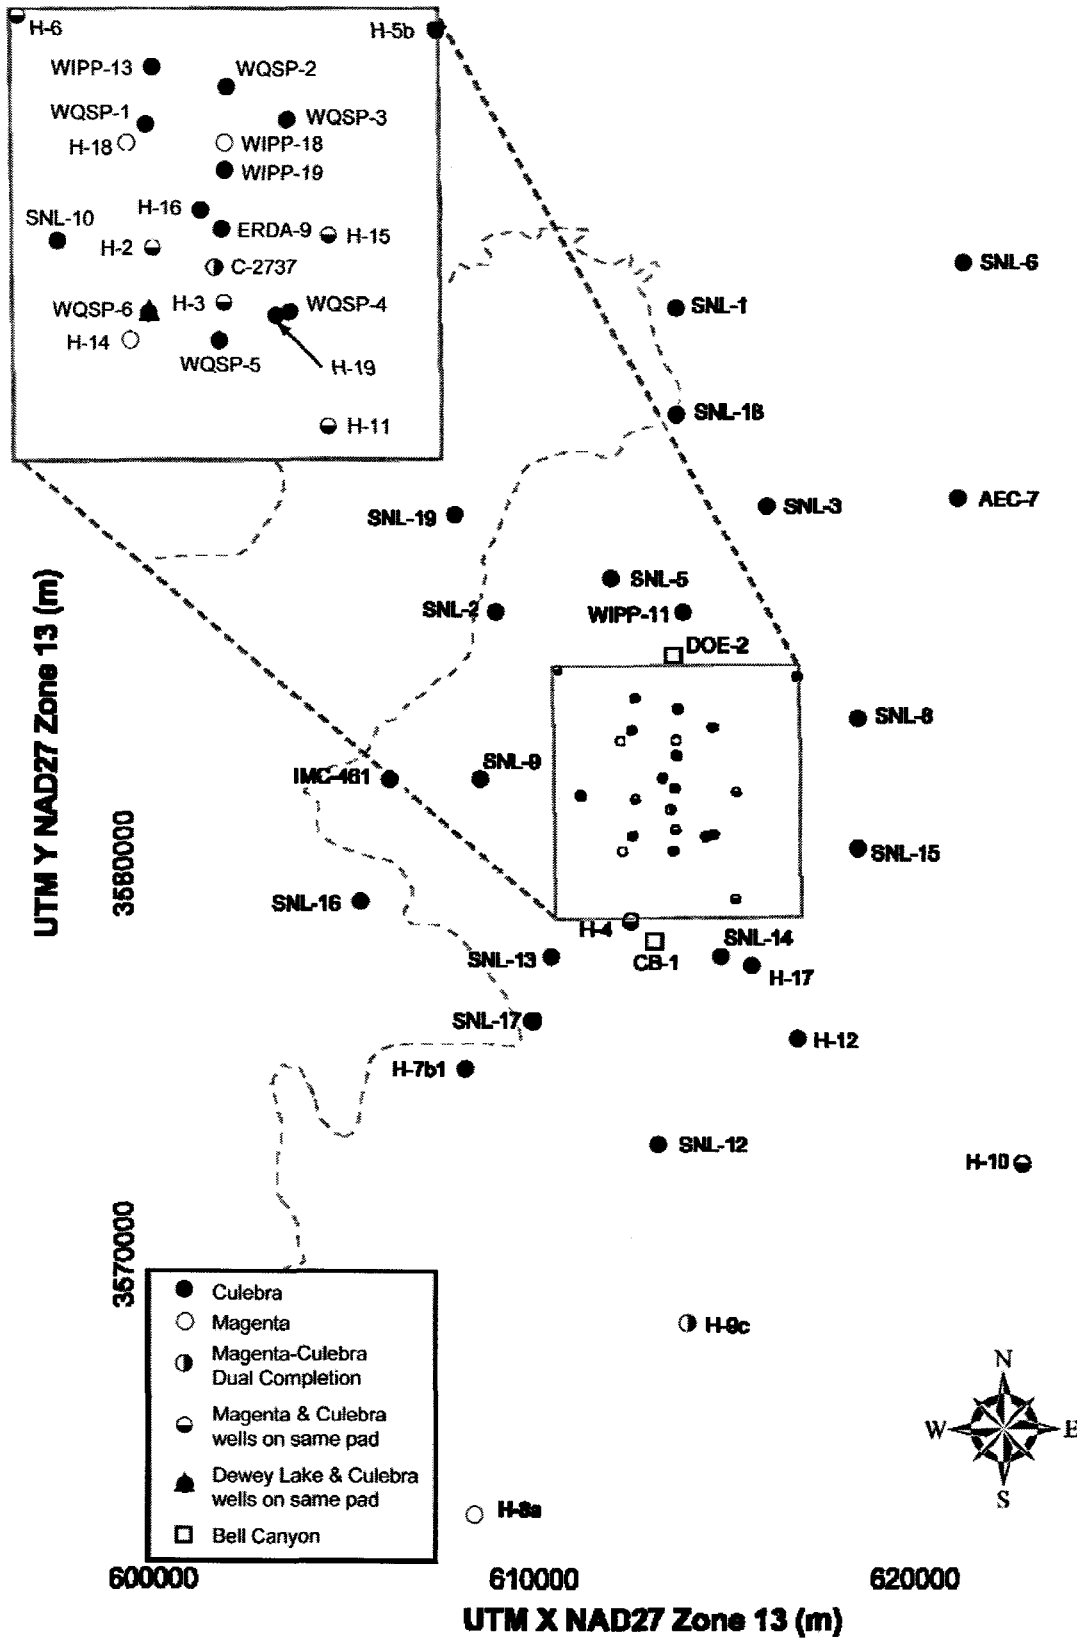 H-6
H-5b
WIPP-13
WQSP-2
WQSP-1
WQSP-3
H-18
WIPP-18
WIPP-19
H-16
SNL-10
ERDA-9
H-15
H-2
C-2737
WQSP-6
H-3
WQSP-4
H-14
WQSP-5
H-19
H-11
SNL-6
SNL-1
SNL-18
SNL-19
SNL-3
AEC-7
SNL-5
SNL-2
WIPP-11
DOE-2
SNL-8
IMC-461
SNL-9
SNL-15
SNL-16
H-4
SNL-14
SNL-13
CB-1
H-17
SNL-17
H-12
H-7b1
SNL-12
H-10
H-9c
H-8a
UTM Y NAD27 Zone 13 (m)
3580000
3570000
Culebra
Magenta
Magenta-Culebra
Dual Completion
Magenta & Culebra
wells on same pad
Dewey Lake & Culebra
wells on same pad
Bell Canyon
N
W
E
S
600000
610000
620000
UTM X NAD27 Zone 13 (m)